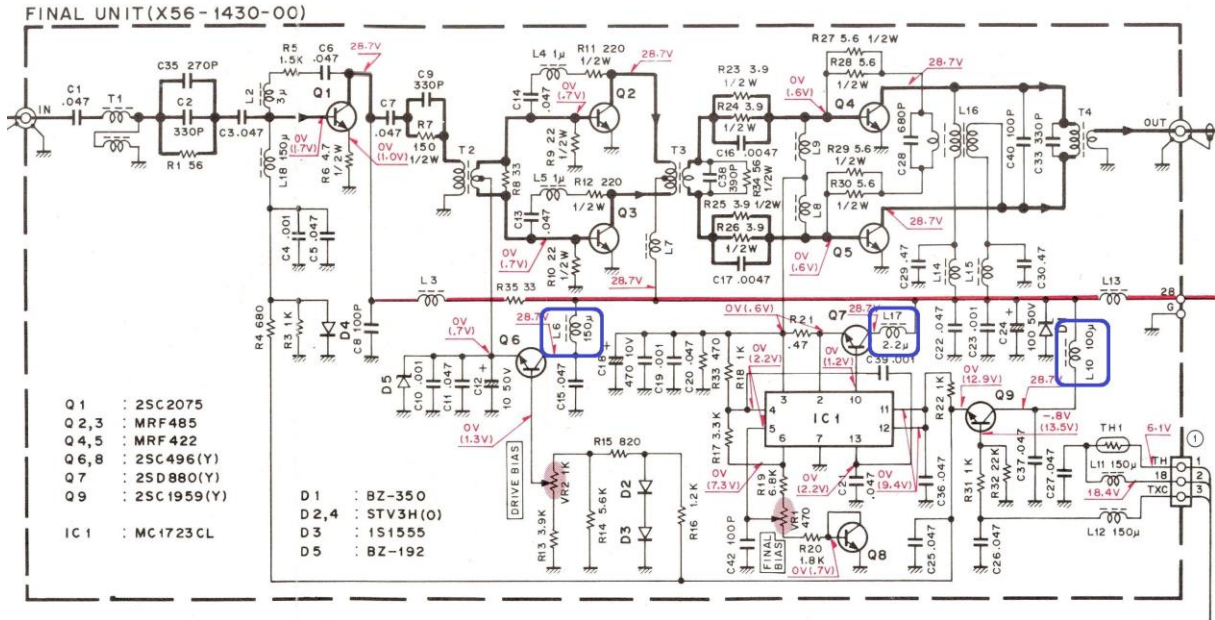 FINAL UNIT(X56-1430-00)
IN
C1
.047
T1
C35 270P
C2
330P
R1 56
C3.047
L2
3μ
R5
1.5K
C6
.047
28.7V
Q1
L18 150μ
0V
(1.7V)
R6 4.7
1/2W
0V
(1.0V)
C7
.047
C9
330P
R7
150
1/2W
T2
R8 33
L4 1μ
R11 220
1/2W
C14
.047
0V
(.7V)
28.7V
Q2
R9 22
1/2W
L5 1μ
R12 220
1/2W
C13
.047
Q3
0V
(.7V)
R10 22
1/2W
T3
L7
28.7V
R23 3.9
1/2W
R24 3.9
1/2W
C16 .0047
C38
390P
R34 56
1/2W
R25 3.9 1/2W
R26 3.9
1/2W
C17 .0047
R27 5.6 1/2W
R28 5.6
1/2W
0V
(.6V)
Q4
28.7V
L9
L8
680P
C28
R29 5.6
1/2W
R30 5.6
1/2W
0V
(.6V)
Q5
28.7V
L16
C40 100P
C33 330P
T4
OUT
C4 .001
C5 .047
L3
R35 33
C29 .47
L14
L15
C30 .47
L13
28
G
R4 680
R3 1K
D4
C8 100P
0V
(.7V)
28.7V
Q6
L6
150μ
D5
C10 .001
C11 .047
C12
10 50V
C15 .047
0V
(1.3V)
C18
470 10V
C19 .001
C20 .047
R33 470
R18 1K
0V(.6V)
R21
.47
Q7
28.7V
L17
2.2μ
0V
(2.2V)
0V
(1.2V)
C39 .001
C22 .047
C23 .001
C24
100 50V
L10 100μ
3
2
10
4
5
IC1
11
12
6
7
13
R22 1K
0V
(12.9V)
28.7V
Q9
-.8V
(13.5V)
TH1
6.1V
TH
1
L11 150μ
18
2
18.4V
TXC
3
1
L12 150μ
R31 1K
R32 22K
C37 .047
C27 .047
C26 .047
R17 3.3K
0V
(7.3V)
R19
6.8K
0V
(2.2V)
.047
0V
(9.4V)
C36 .047
C42 100P
VR1
470
FINAL
BIAS
R20
1.8K
0V(.7V)
Q8
C25 .047
DRIVE BIAS
VR2 1K
R13 3.9K
R15 820
R14 5.6K
D2
D3
R16 1.2K
Q1 : 2SC2075
Q2,3 : MRF485
Q4,5 : MRF422
Q6,8 : 2SC496(Y)
Q7 : 2SD880(Y)
Q9 : 2SC1959(Y)
IC1 : MC1723CL
D1 : BZ-350
D2,4 : STV3H(O)
D3 : 1S1555
D5 : BZ-192